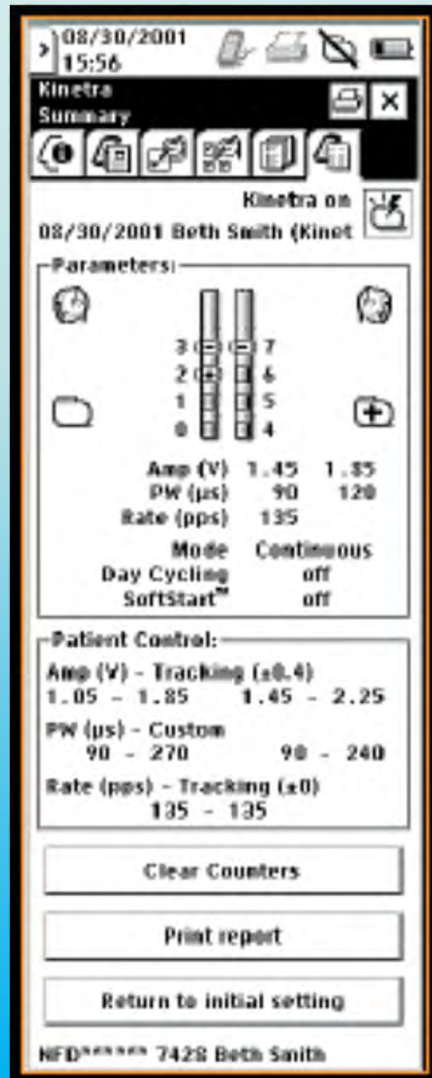 08/30/2001
15:56
Kinetra
Summary
Kinetra on
08/30/2001 Beth Smith (Kinet
Parameters:
3 7
2 6
1 5
0 4
Amp (V) 1.45 1.85
PW (µs) 90 120
Rate (pps) 135
Mode Continuous
Day Cycling off
SoftStart™ off
Patient Control:
Amp (V) - Tracking (±0.4)
1.05 - 1.85 1.45 - 2.25
PW (µs) - Custom
90 - 270 90 - 240
Rate (pps) - Tracking (±0)
135 - 135
Clear Counters
Print report
Return to initial setting
NFD****** 7428 Beth Smith